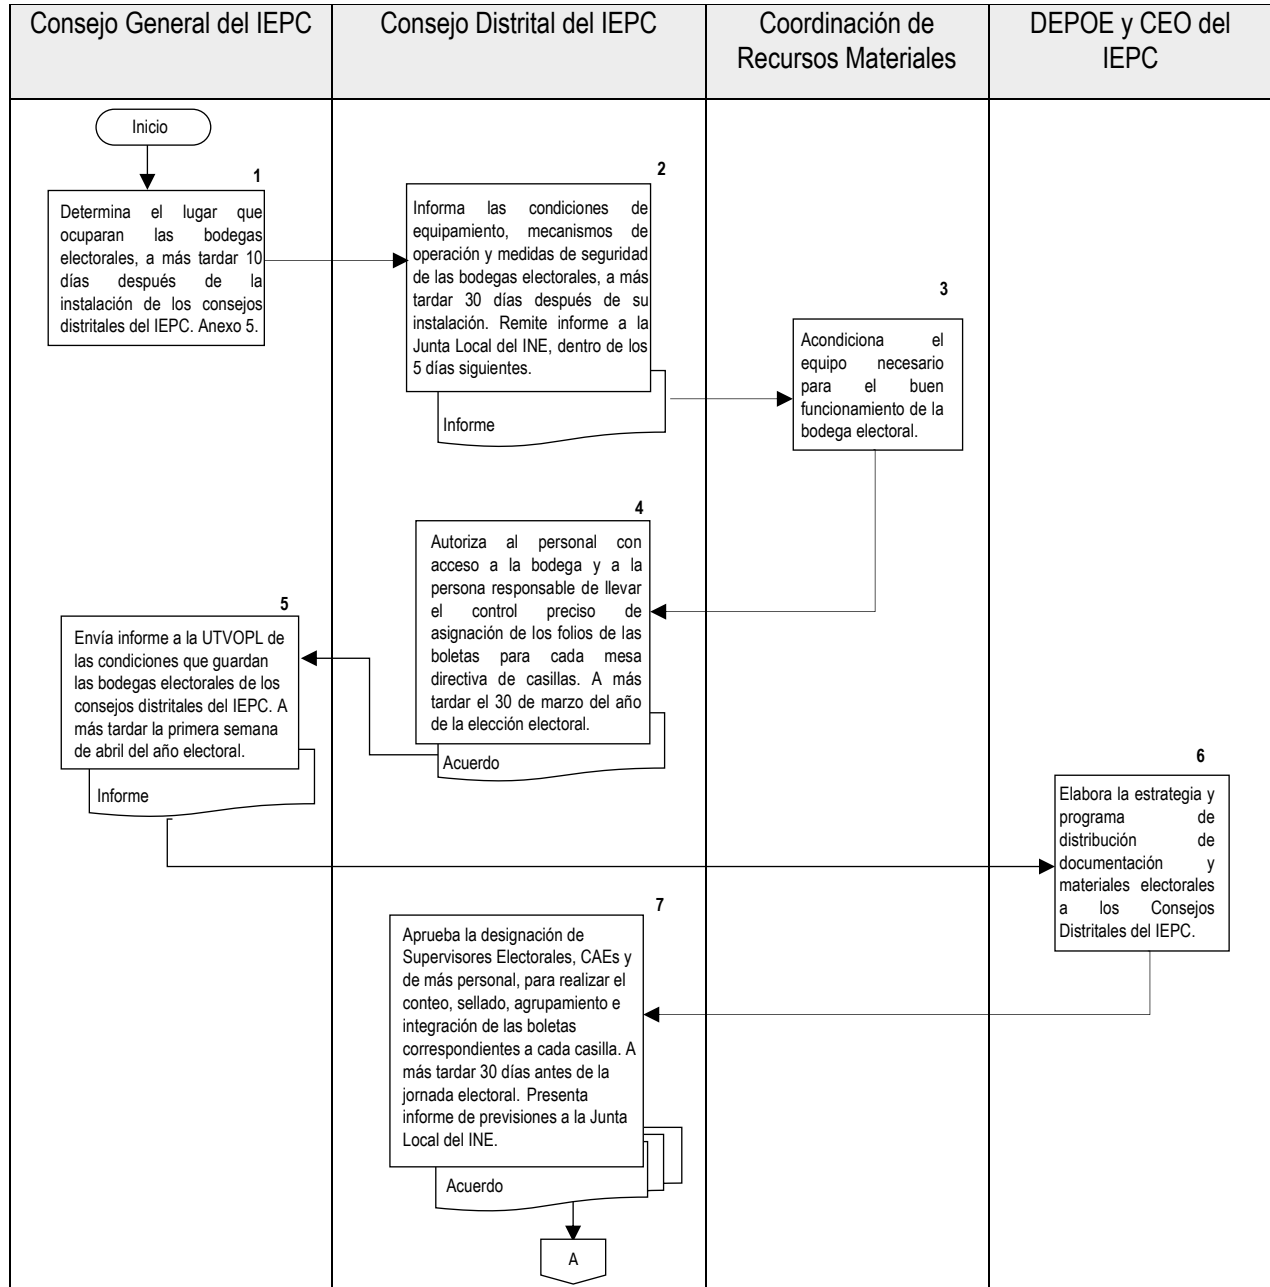 Consejo General del IEPC
Consejo Distrital del IEPC
Coordinación de
Recursos Materiales
DEPOE y CEO del
IEPC
Inicio
1
Determina el lugar que
ocuparan las bodegas
electorales, a más tardar 10
días después de la
instalación de los consejos
distritales del IEPC. Anexo 5.
2
Informa las condiciones de
equipamiento, mecanismos de
operación y medidas de seguridad
de las bodegas electorales, a más
tardar 30 días después de su
instalación. Remite informe a la
Junta Local del INE, dentro de los
5 días siguientes.
Informe
3
Acondiciona el
equipo necesario
para el buen
funcionamiento de la
bodega electoral.
4
Autoriza al personal con
acceso a la bodega y a la
persona responsable de llevar
el control preciso de
asignación de los folios de las
boletas para cada mesa
directiva de casillas. A más
tardar el 30 de marzo del año
de la elección electoral.
Acuerdo
5
Envía informe a la UTVOPL de
las condiciones que guardan
las bodegas electorales de los
consejos distritales del IEPC. A
más tardar la primera semana
de abril del año electoral.
Informe
6
Elabora la estrategia y
programa de
distribución de
documentación y
materiales electorales
a los Consejos
Distritales del IEPC.
7
Aprueba la designación de
Supervisores Electorales, CAEs y
de más personal, para realizar el
conteo, sellado, agrupamiento e
integración de las boletas
correspondientes a cada casilla. A
más tardar 30 días antes de la
jornada electoral. Presenta
informe de previsiones a la Junta
Local del INE.
Acuerdo
A